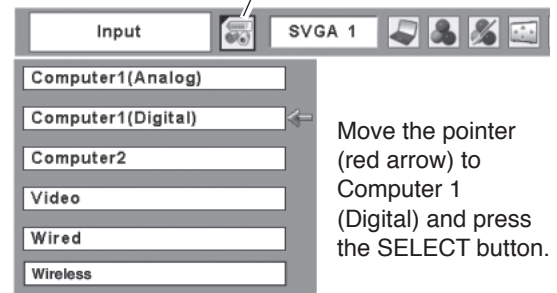 Input SVGA 1
Computer1(Analog)
Computer1(Digital)
Computer2
Video
Wired
Wireless
Move the pointer
(red arrow) to
Computer 1
(Digital) and press
the SELECT button.